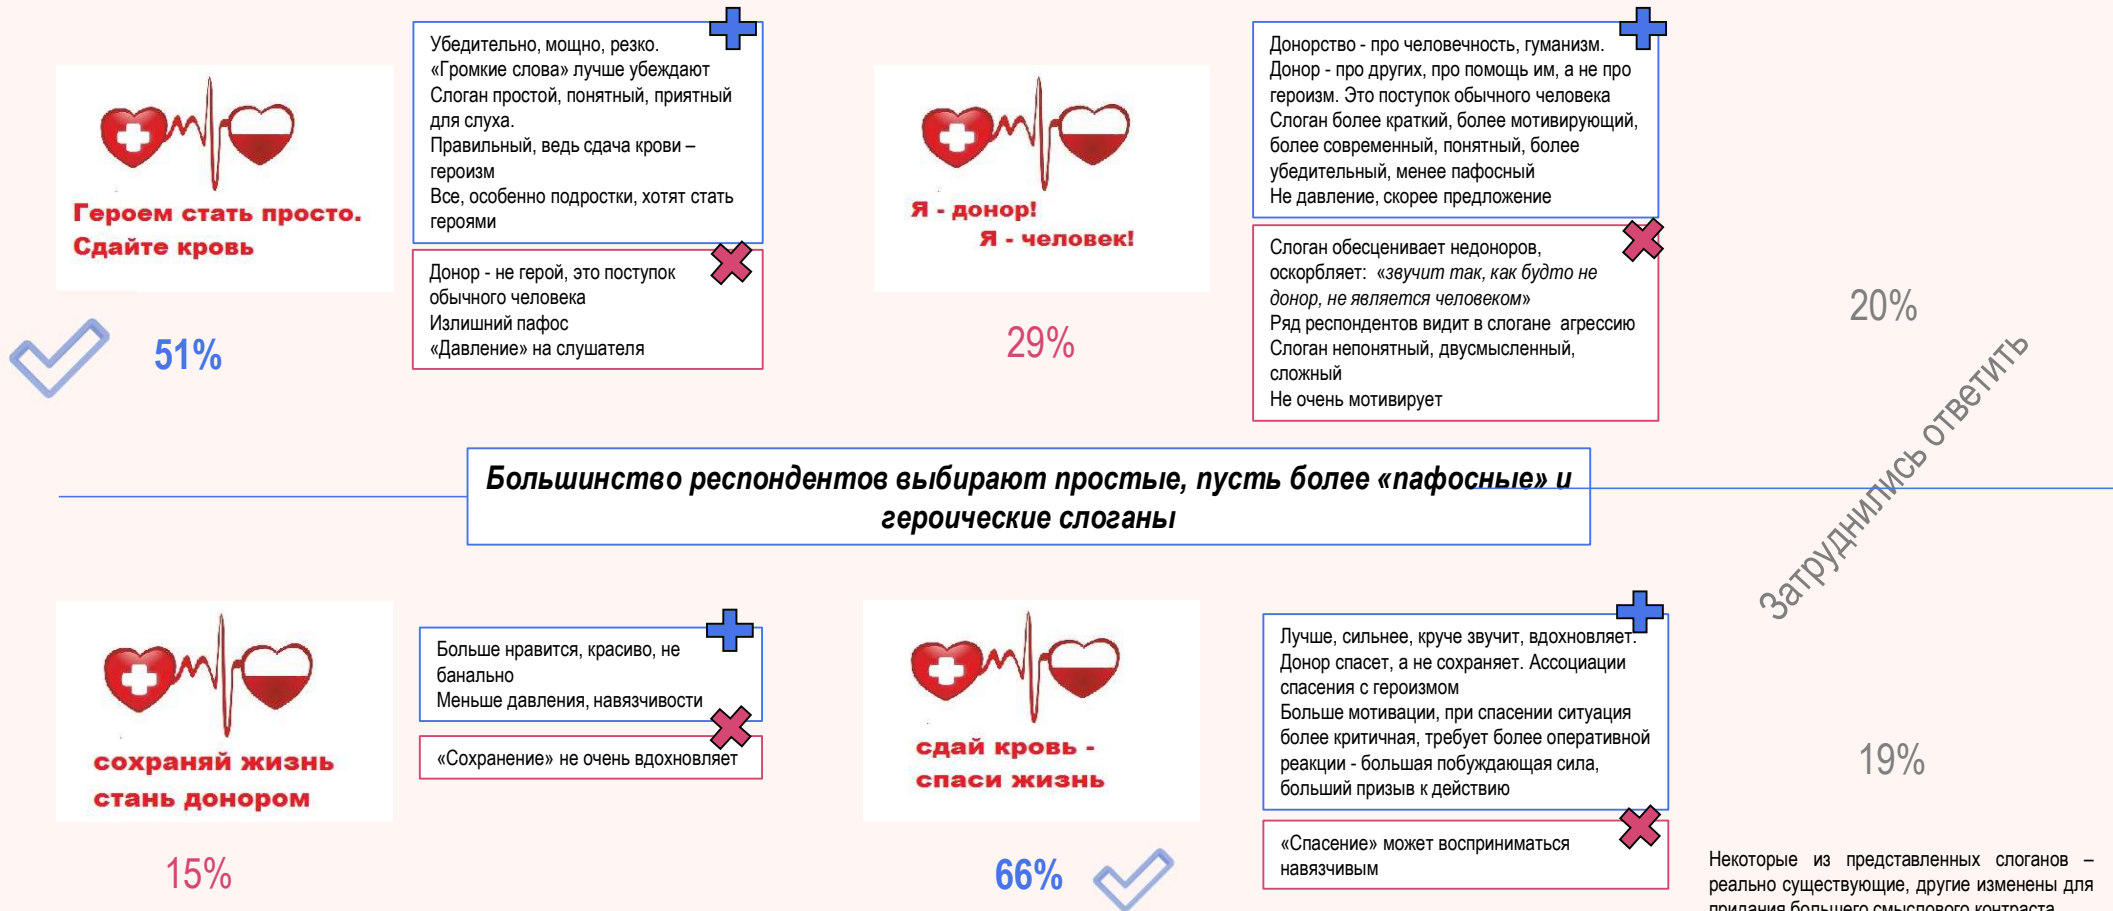 Героем стать просто.
Сдайте кровь
51%
Убедительно, мощно, резко.
«Громкие слова» лучше убеждают
Слоган простой, понятный, приятный
для слуха.
Правильный, ведь сдача крови –
героизм
Все, особенно подростки, хотят стать
героями
Донор - не герой, это поступок
обычного человека
Излишний пафос
«Давление» на слушателя
Я - донор!
Я - человек!
29%
Донорство - про человечность, гуманизм.
Донор - про других, про помощь им, а не про
героизм. Это поступок обычного человека
Слоган более краткий, более мотивирующий,
более современный, понятный, более
убедительный, менее пафосный
Не давление, скорее предложение
Слоган обесценивает недоноров,
оскорбляет: «звучит так, как будто не
донор, не является человеком»
Ряд респондентов видит в слогане агрессию
Слоган непонятный, двусмысленный,
сложный
Не очень мотивирует
20%
Затруднились ответить
Большинство респондентов выбирают простые, пусть более «пафосные» и
героические слоганы
сохраняй жизнь
стань донором
15%
Больше нравится, красиво, не
банально
Меньше давления, навязчивости
«Сохранение» не очень вдохновляет
сдай кровь -
спаси жизнь
66%
Лучше, сильнее, круче звучит, вдохновляет.
Донор спасет, а не сохраняет. Ассоциации
спасения с героизмом
Больше мотивации, при спасении ситуация
более критичная, требует более оперативной
реакции - большая побуждающая сила,
больший призыв к действию
«Спасение» может восприниматься
навязчивым
19%
Некоторые из представленных слоганов –
реально существующие, другие изменены для
придания большего смыслового контраста